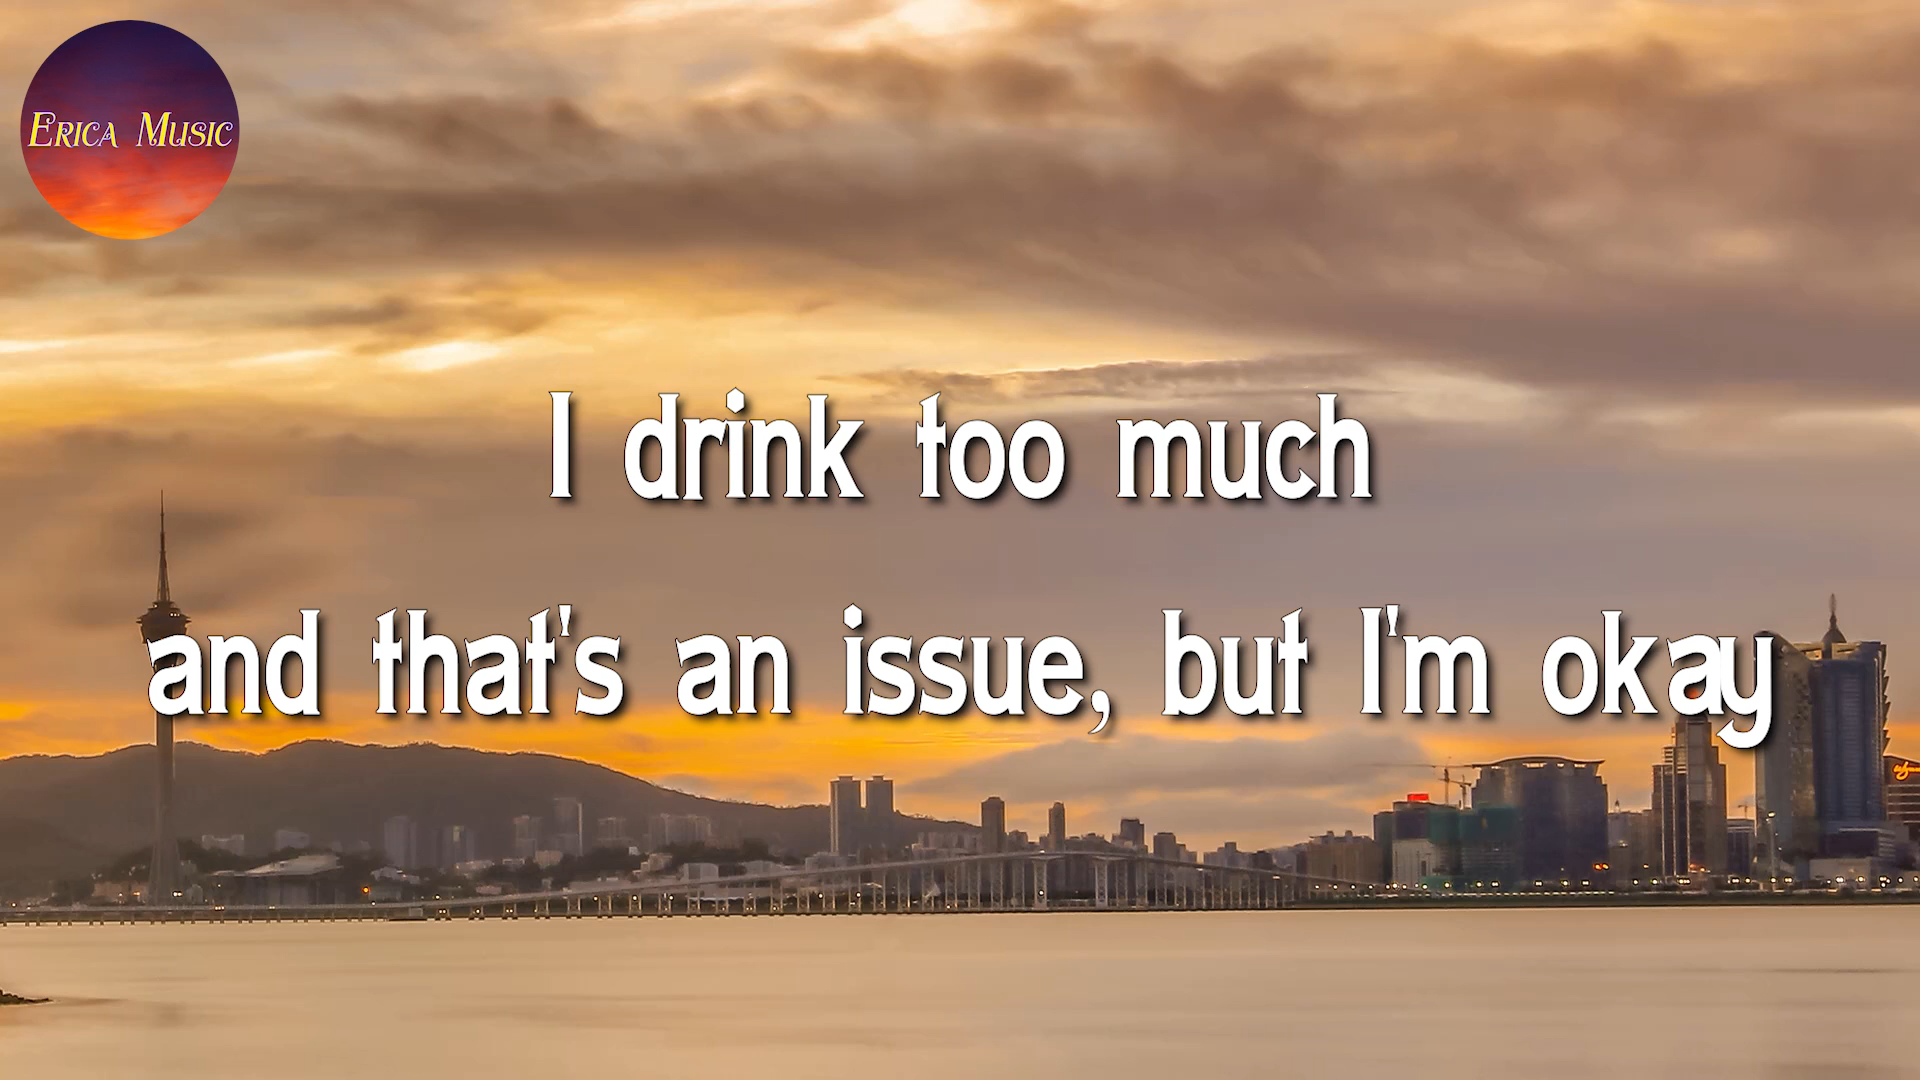 Erica Music
I drink too much
and that's an issue, but I'm okay